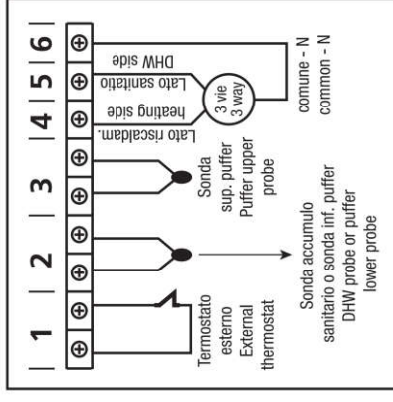 1 2 3 4 5 6
Termostato
esterno
External
thermostat
Sonda accumulo
sanitario o sonda inf. puffer
DHW probe or puffer
lower probe
Sonda
sup. puffer
Puffer upper
probe
Lato riscaldam.
heating side
Lato sanitatio
DHW side
3 vie
3 way
comune - N
common - N